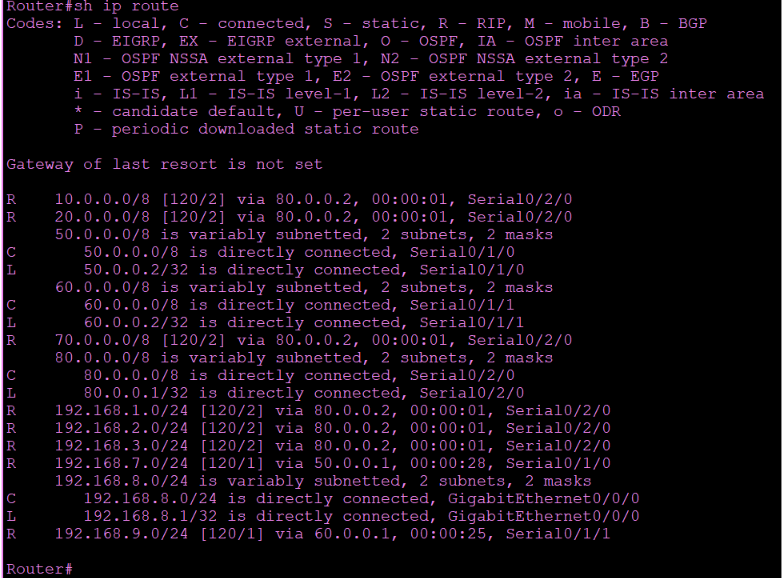 Router#sh ip route
Codes: L - local, C - connected, S - static, R - RIP, M - mobile, B - BGP
       D - EIGRP, EX - EIGRP external, O - OSPF, IA - OSPF inter area
       N1 - OSPF NSSA external type 1, N2 - OSPF NSSA external type 2
       E1 - OSPF external type 1, E2 - OSPF external type 2, E - EGP
       i - IS-IS, L1 - IS-IS level-1, L2 - IS-IS level-2, ia - IS-IS inter area
       * - candidate default, U - per-user static route, o - ODR
       P - periodic downloaded static route

Gateway of last resort is not set

R    10.0.0.0/8 [120/2] via 80.0.0.2, 00:00:01, Serial0/2/0
R    20.0.0.0/8 [120/2] via 80.0.0.2, 00:00:01, Serial0/2/0
     50.0.0.0/8 is variably subnetted, 2 subnets, 2 masks
C       50.0.0.0/8 is directly connected, Serial0/1/0
L       50.0.0.2/32 is directly connected, Serial0/1/0
     60.0.0.0/8 is variably subnetted, 2 subnets, 2 masks
C       60.0.0.0/8 is directly connected, Serial0/1/1
L       60.0.0.2/32 is directly connected, Serial0/1/1
R    70.0.0.0/8 [120/2] via 80.0.0.2, 00:00:01, Serial0/2/0
     80.0.0.0/8 is variably subnetted, 2 subnets, 2 masks
C       80.0.0.0/8 is directly connected, Serial0/2/0
L       80.0.0.1/32 is directly connected, Serial0/2/0
R    192.168.1.0/24 [120/2] via 80.0.0.2, 00:00:01, Serial0/2/0
R    192.168.2.0/24 [120/2] via 80.0.0.2, 00:00:01, Serial0/2/0
R    192.168.3.0/24 [120/2] via 80.0.0.2, 00:00:01, Serial0/2/0
R    192.168.7.0/24 [120/1] via 50.0.0.1, 00:00:28, Serial0/1/0
     192.168.8.0/24 is variably subnetted, 2 subnets, 2 masks
C       192.168.8.0/24 is directly connected, GigabitEthernet0/0/0
L       192.168.8.1/32 is directly connected, GigabitEthernet0/0/0
R    192.168.9.0/24 [120/1] via 60.0.0.1, 00:00:25, Serial0/1/1

Router#